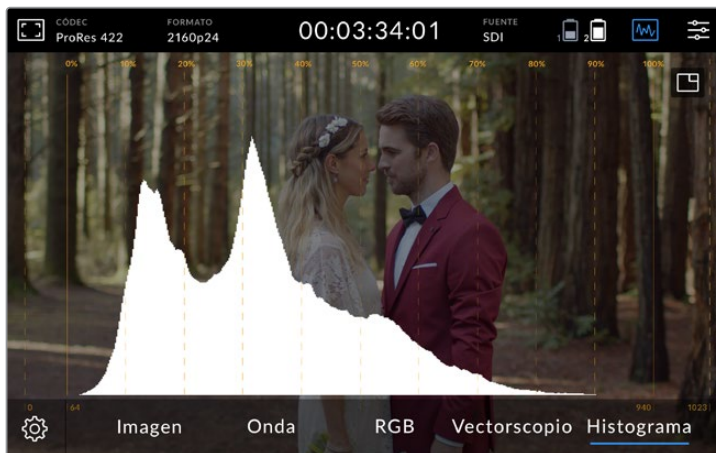 CÓDEC FORMATO FUENTE
ProRes 422 2160p24 00:03:34:01 SDI 1 2
0% 10% 20% 30% 40% 50% 60% 70% 80% 90% 100%
0 64 940 1023
Imagen Onda RGB Vectorscopio Histograma